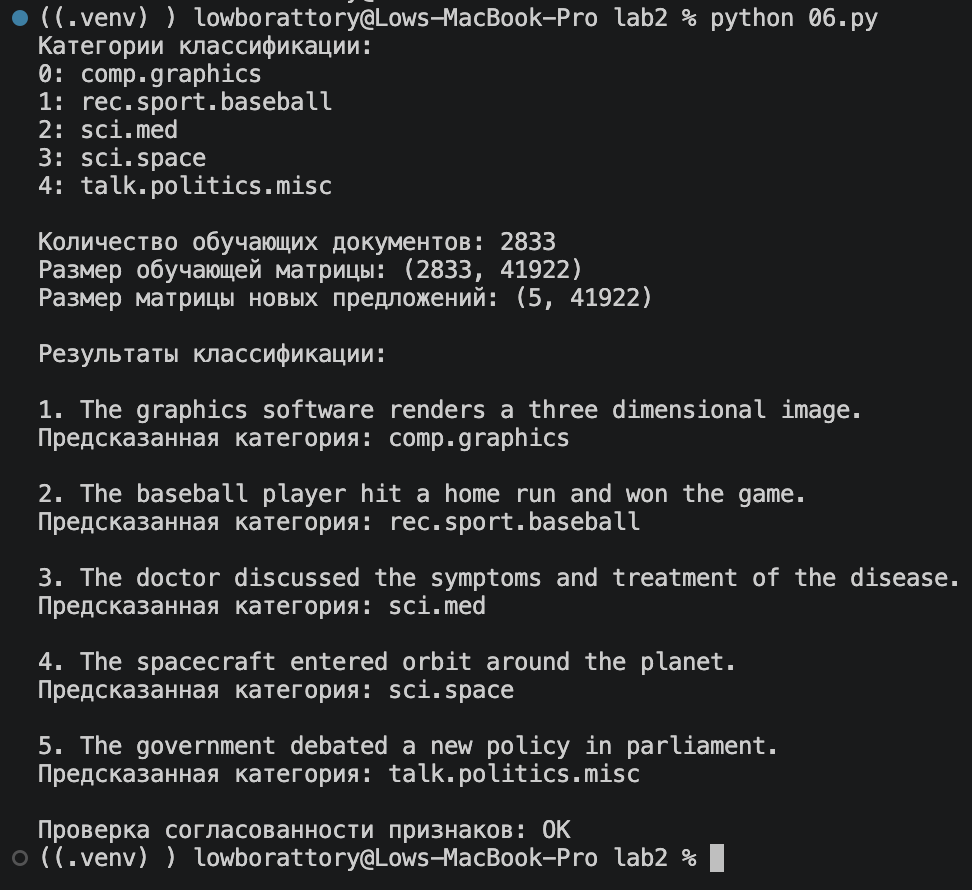 ((.venv) ) lowborattory@Lows-MacBook-Pro lab2 % python 06.py
Категории классификации:
0: comp.graphics
1: rec.sport.baseball
2: sci.med
3: sci.space
4: talk.politics.misc
Количество обучающих документов: 2833
Размер обучающей матрицы: (2833, 41922)
Размер матрицы новых предложений: (5, 41922)
Результаты классификации:
1. The graphics software renders a three dimensional image.
Предсказанная категория: comp.graphics
2. The baseball player hit a home run and won the game.
Предсказанная категория: rec.sport.baseball
3. The doctor discussed the symptoms and treatment of the disease.
Предсказанная категория: sci.med
4. The spacecraft entered orbit around the planet.
Предсказанная категория: sci.space
5. The government debated a new policy in parliament.
Предсказанная категория: talk.politics.misc
Проверка согласованности признаков: OK
((.venv) ) lowborattory@Lows-MacBook-Pro lab2 %